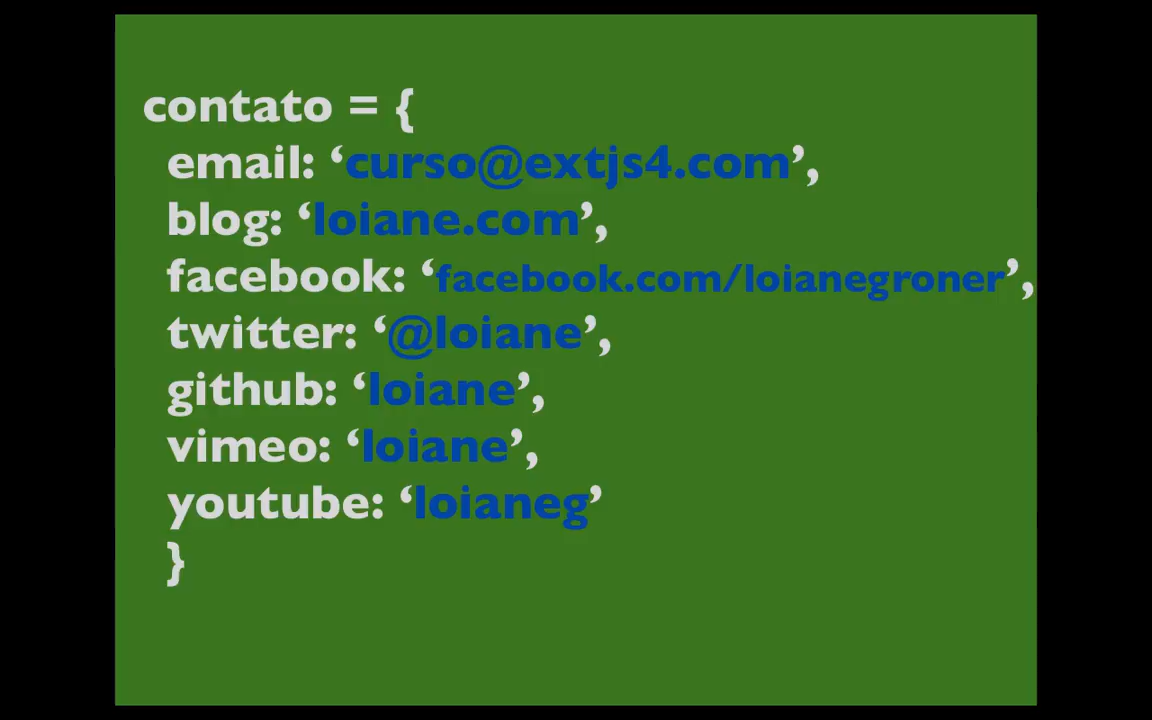 contato = {
email: ‘curso@extjs4.com’,
blog: ‘loiane.com’,
facebook: ‘facebook.com/loianegroner’,
twitter: ‘@loiane’,
github: ‘loiane’,
vimeo: ‘loiane’,
youtube: ‘loianeg’
}